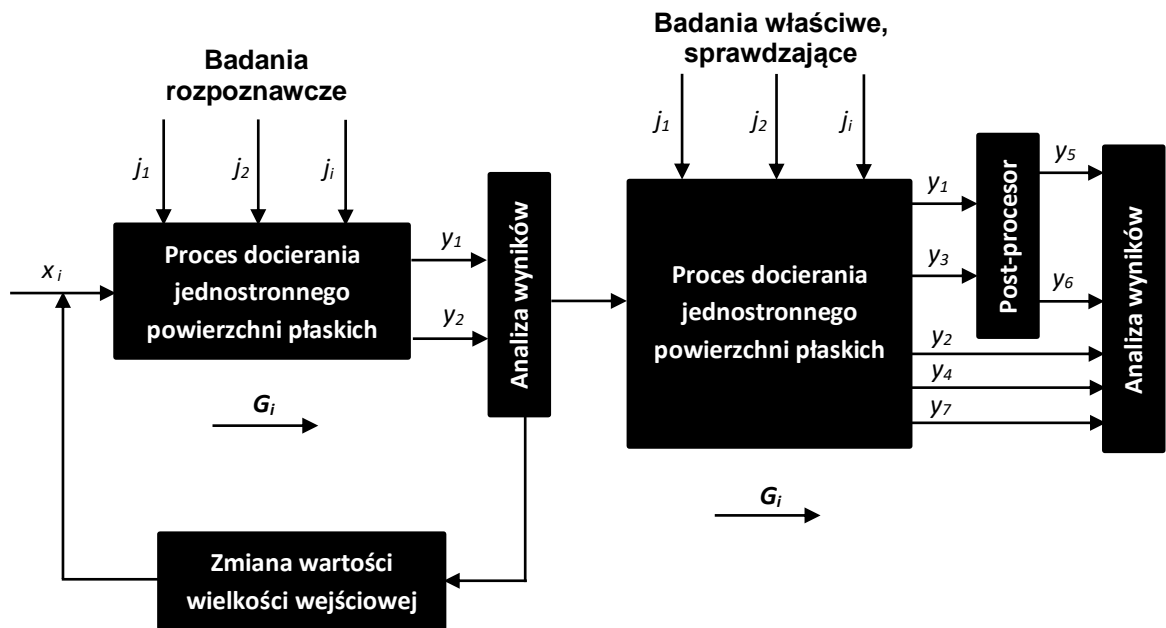 Badania
rozpoznawcze
j1
j2
ji
xi
Proces docierania
jednostronnego
powierzchni płaskich
y1
y2
Analiza wyników
Gi
Zmiana wartości
wielkości wejściowej
Badania właściwe,
sprawdzające
j1
j2
ji
Proces docierania
jednostronnego
powierzchni płaskich
y1
y3
y2
y4
y7
Post-procesor
y5
y6
Analiza wyników
Gi